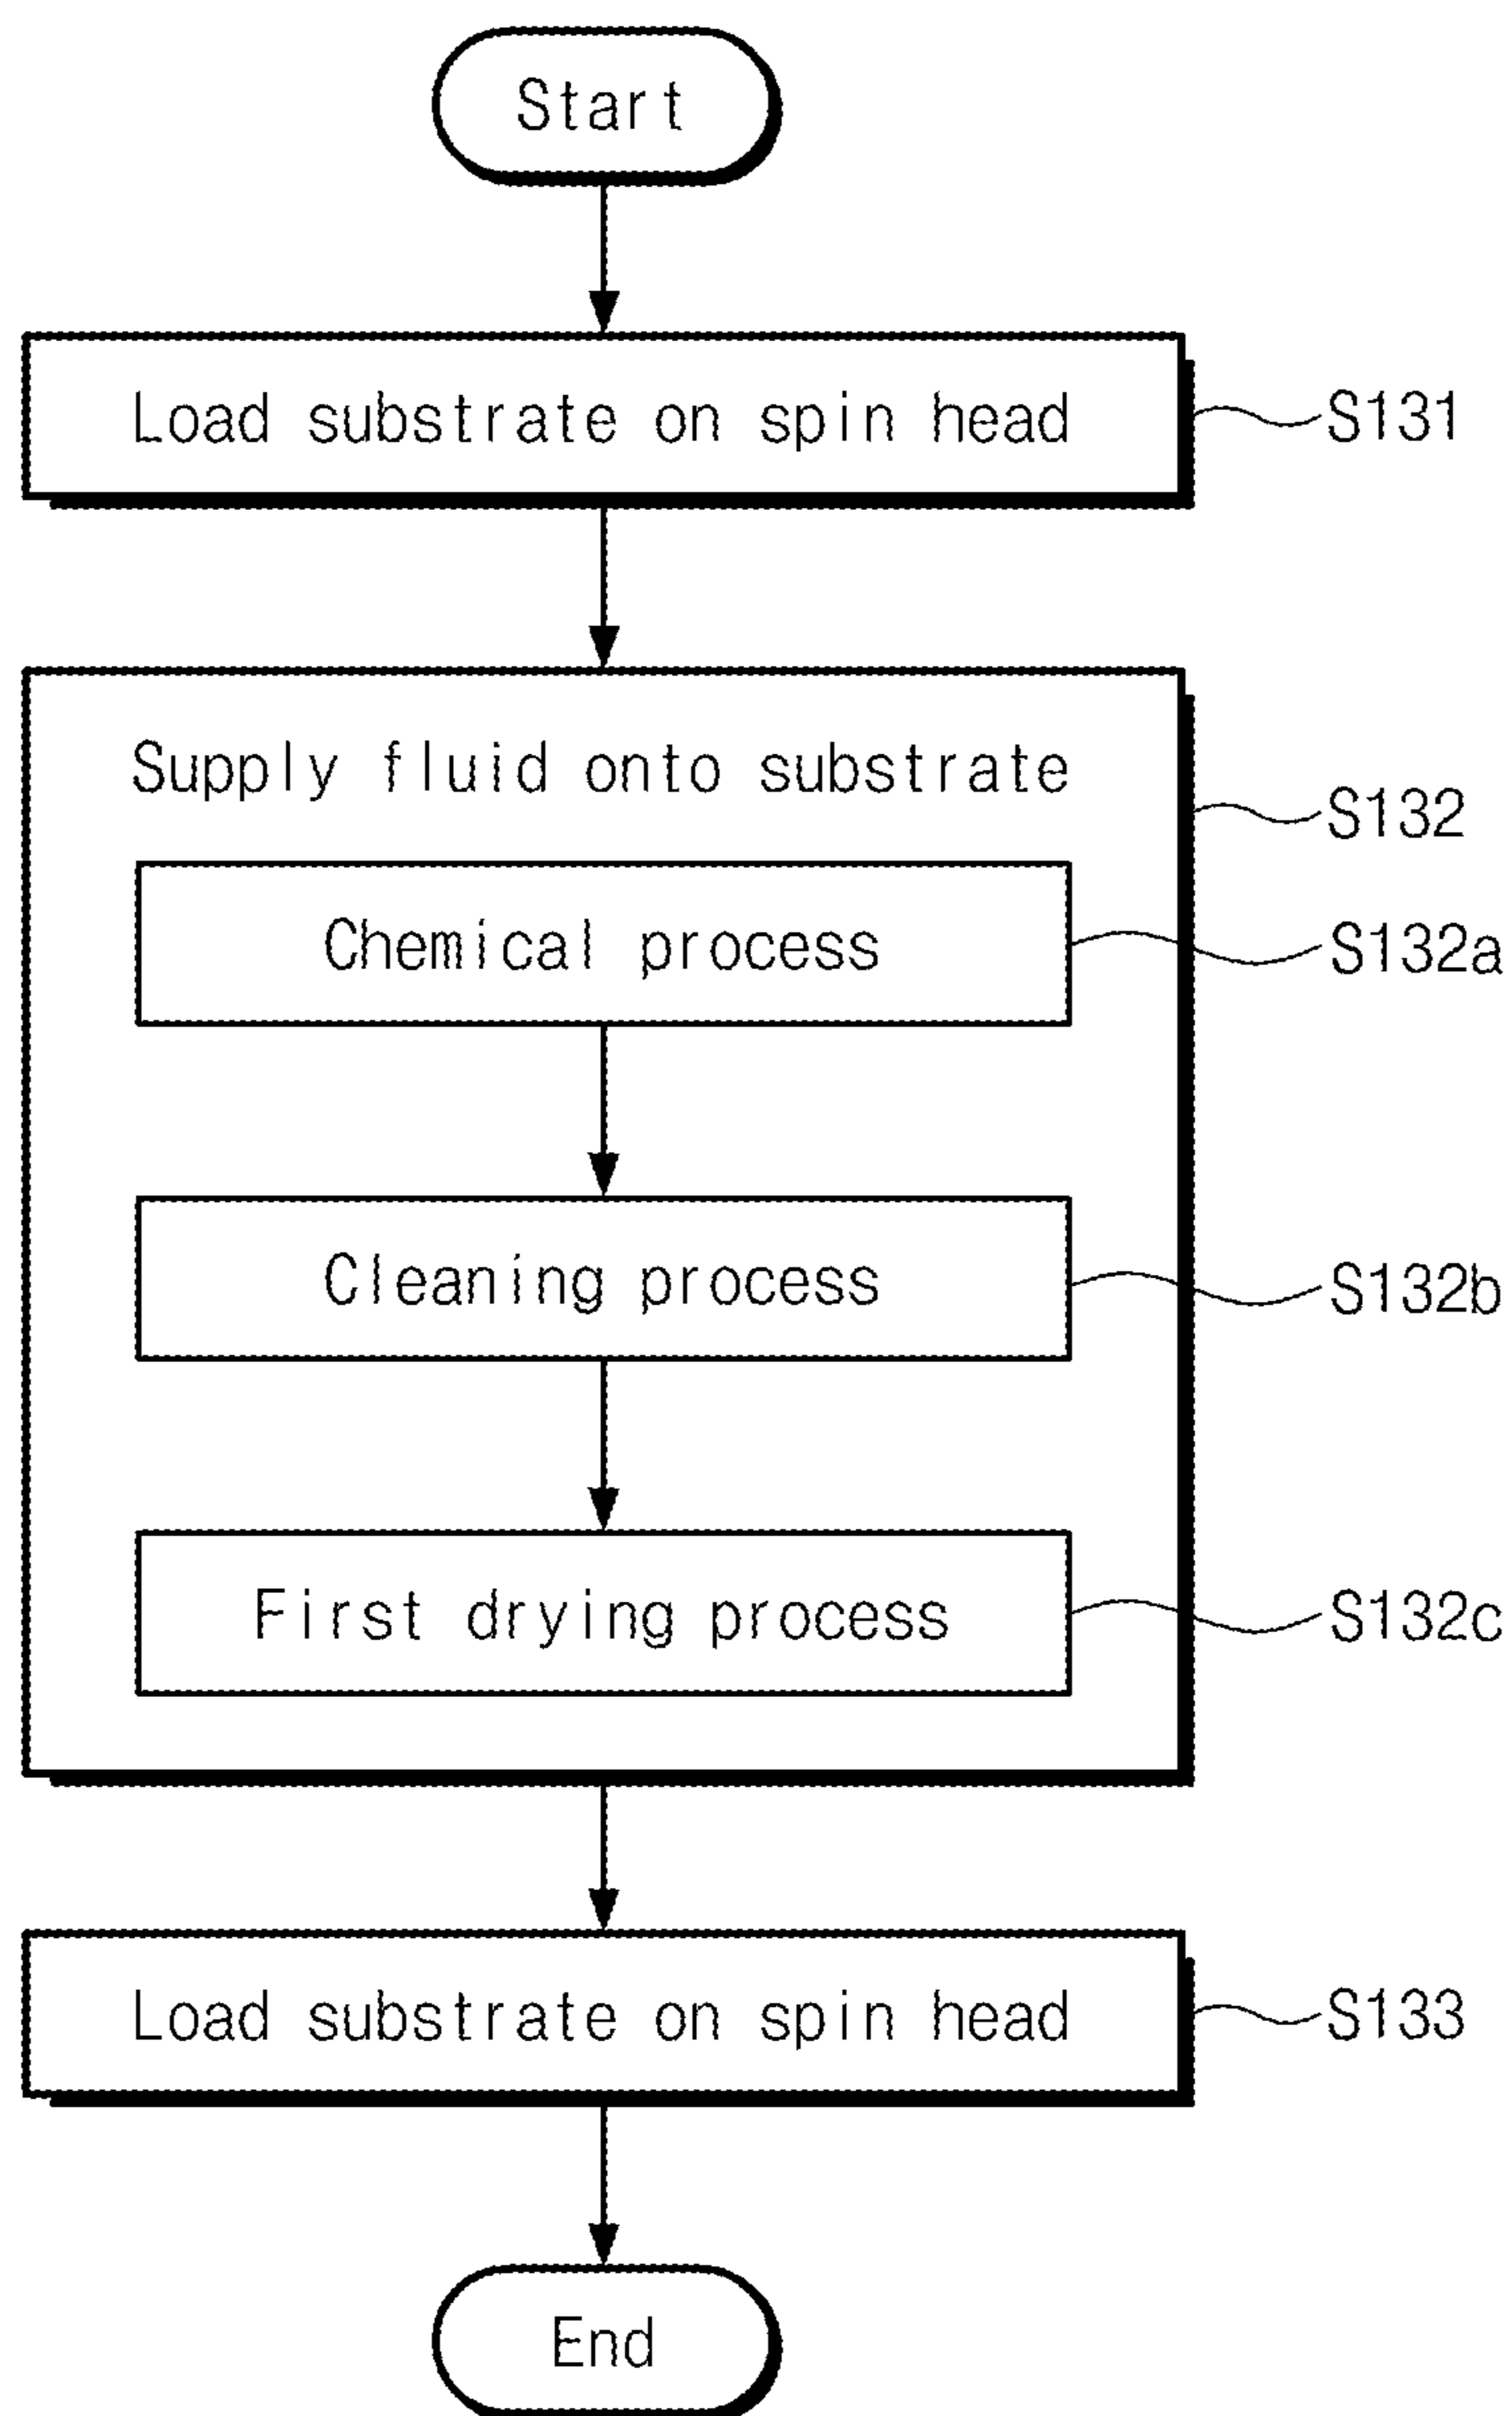 Start
Load substrate on spin head
S131
Supply fluid onto substrate
S132
Chemical process
S132a
Cleaning process
S132b
First drying process
S132c
Load substrate on spin head
S133
End